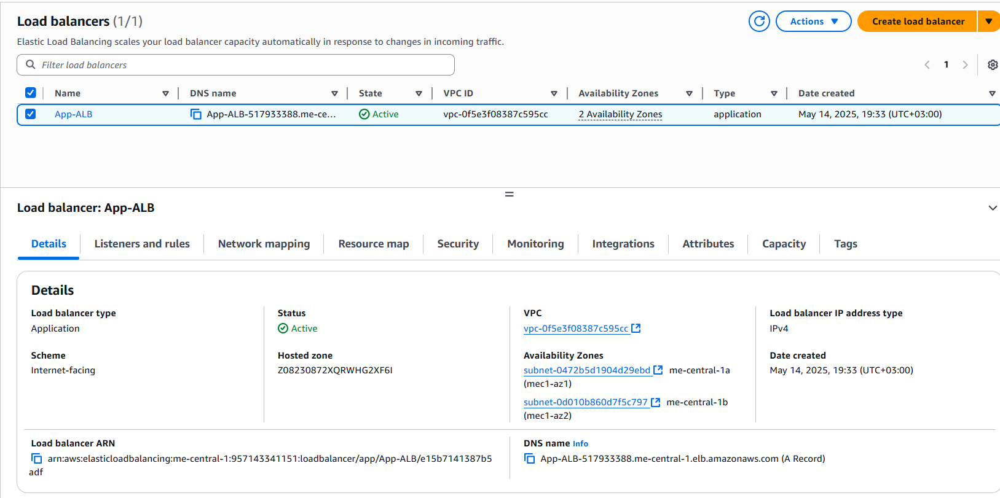 Load balancers (1/1)
Actions
Create load balancer
Elastic Load Balancing scales your load balancer capacity automatically in response to changes in incoming traffic.
Filter load balancers
1
Name DNS name State VPC ID Availability Zones Type Date created
App-ALB App-ALB-517933388.me-ce... Active vpc-0f5e3f08387c595cc 2 Availability Zones application May 14, 2025, 19:33 (UTC+03:00)
Load balancer: App-ALB
Details Listeners and rules Network mapping Resource map Security Monitoring Integrations Attributes Capacity Tags
Details
Load balancer type
Application
Scheme
Internet-facing
Status
Active
Hosted zone
Z08230872XQRWHG2XF6I
VPC
vpc-0f5e3f08387c595cc
Availability Zones
subnet-0472b5d1904d29ebd me-central-1a
(mec1-az1)
subnet-0d010b860d7f5c797 me-central-1b
(mec1-az2)
Load balancer IP address type
IPv4
Date created
May 14, 2025, 19:33 (UTC+03:00)
Load balancer ARN
arn:aws:elasticloadbalancing:me-central-1:957143341151:loadbalancer/app/App-ALB/e15b7141387b5
adf
DNS name Info
App-ALB-517933388.me-central-1.elb.amazonaws.com (A Record)